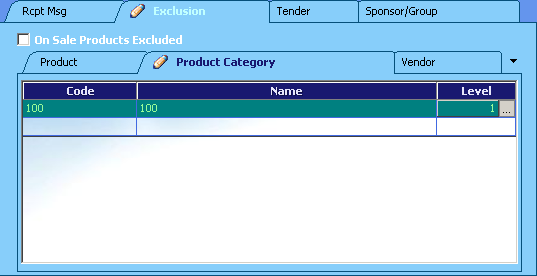 Rcpt Msg Exclusion Tender Sponsor/Group
On Sale Products Excluded
Product Product Category Vendor
Code Name Level
100 100 1 ...